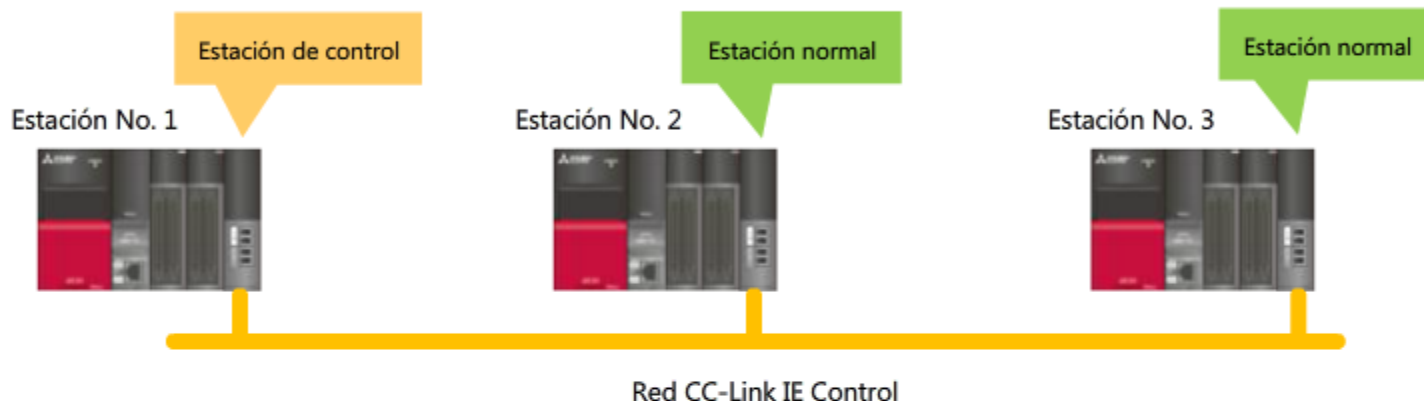 Estación de control
Estación normal
Estación normal
Estación No. 1
Estación No. 2
Estación No. 3
Red CC-Link IE Control